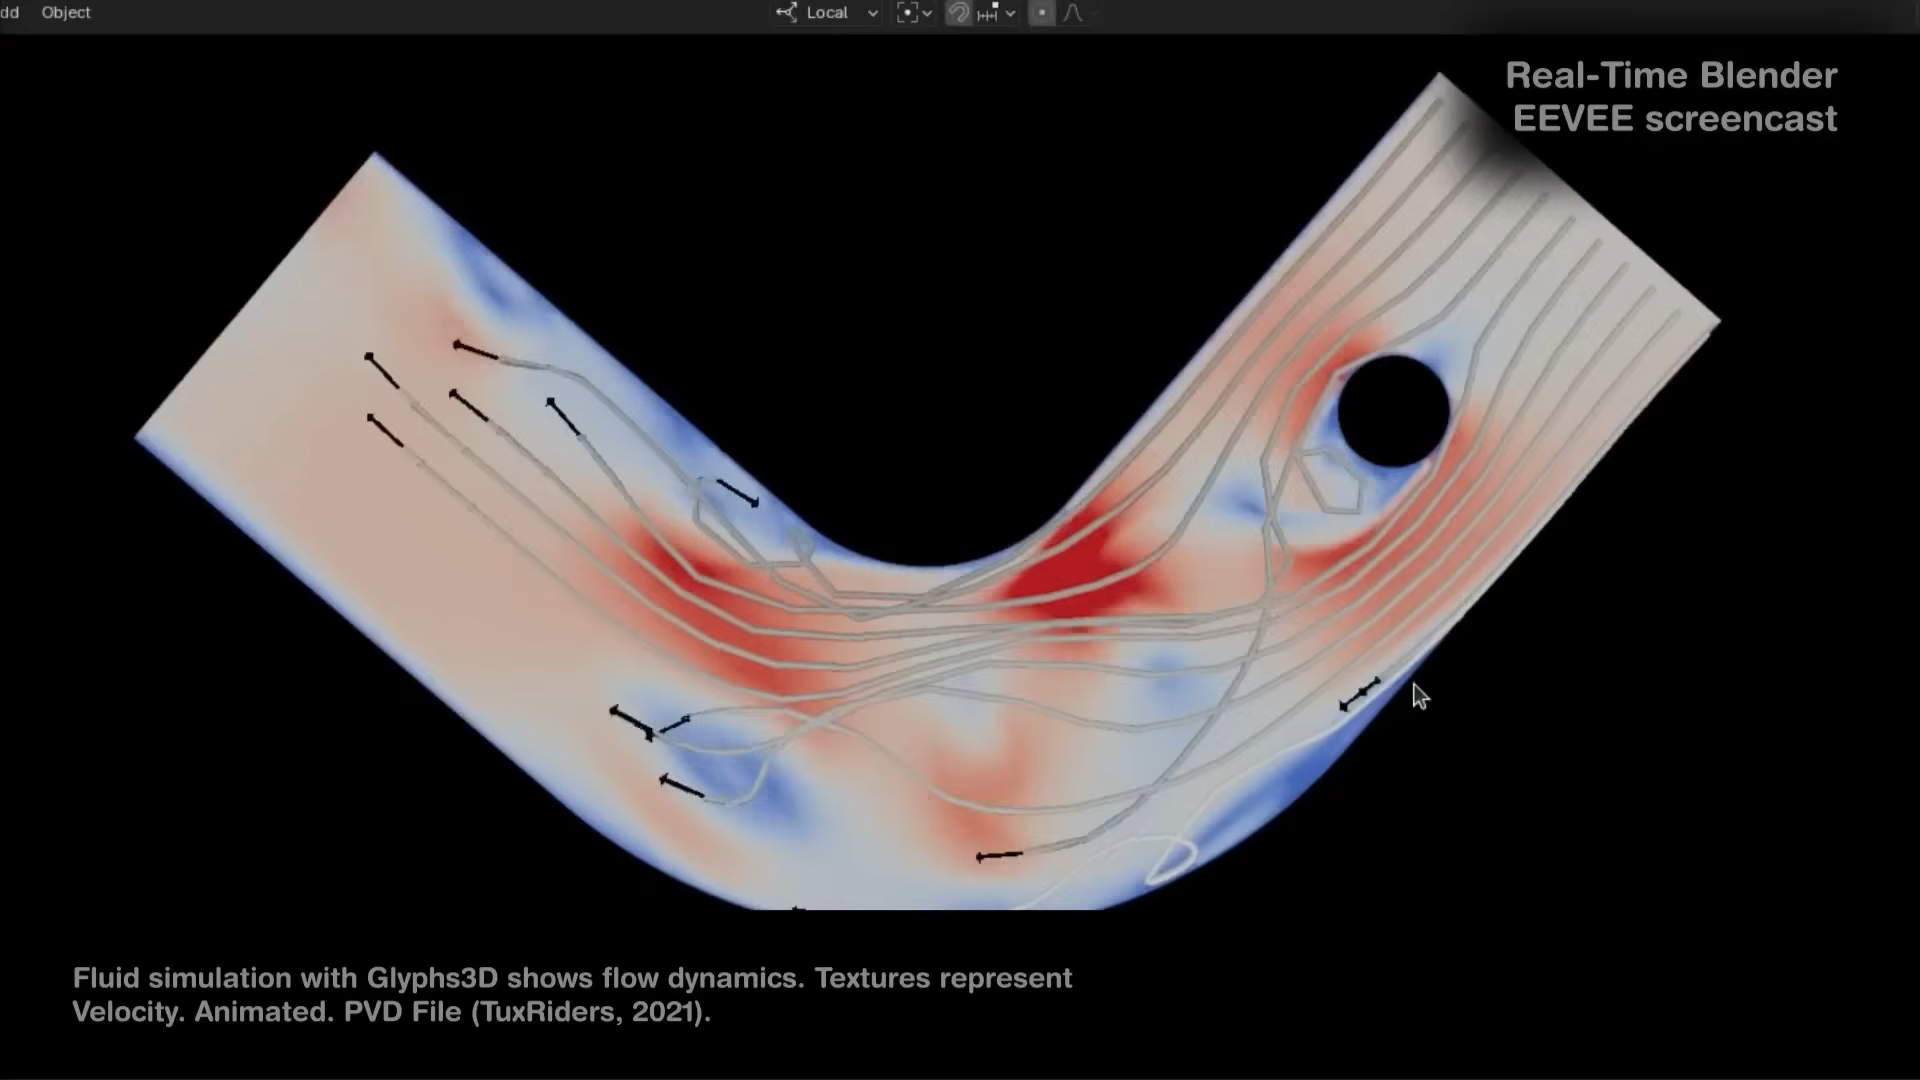 dd Object Local
Real-Time Blender
EEVEE screencast
Fluid simulation with Glyphs3D shows flow dynamics. Textures represent
Velocity. Animated. PVD File (TuxRiders, 2021).